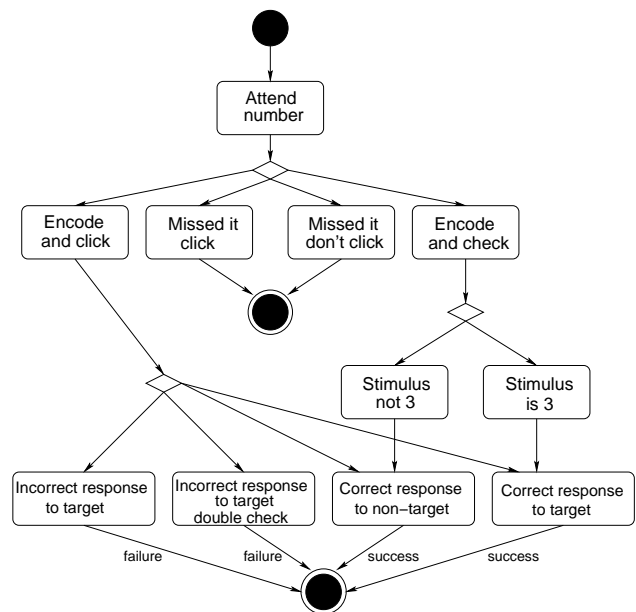 Attend
number
Encode
and click
Missed it
click
Missed it
don't click
Encode
and check
Stimulus
not 3
Stimulus
is 3
Incorrect response
to target
Incorrect response
to target
double check
Correct response
to non−target
Correct response
to target
failure
failure
success
success